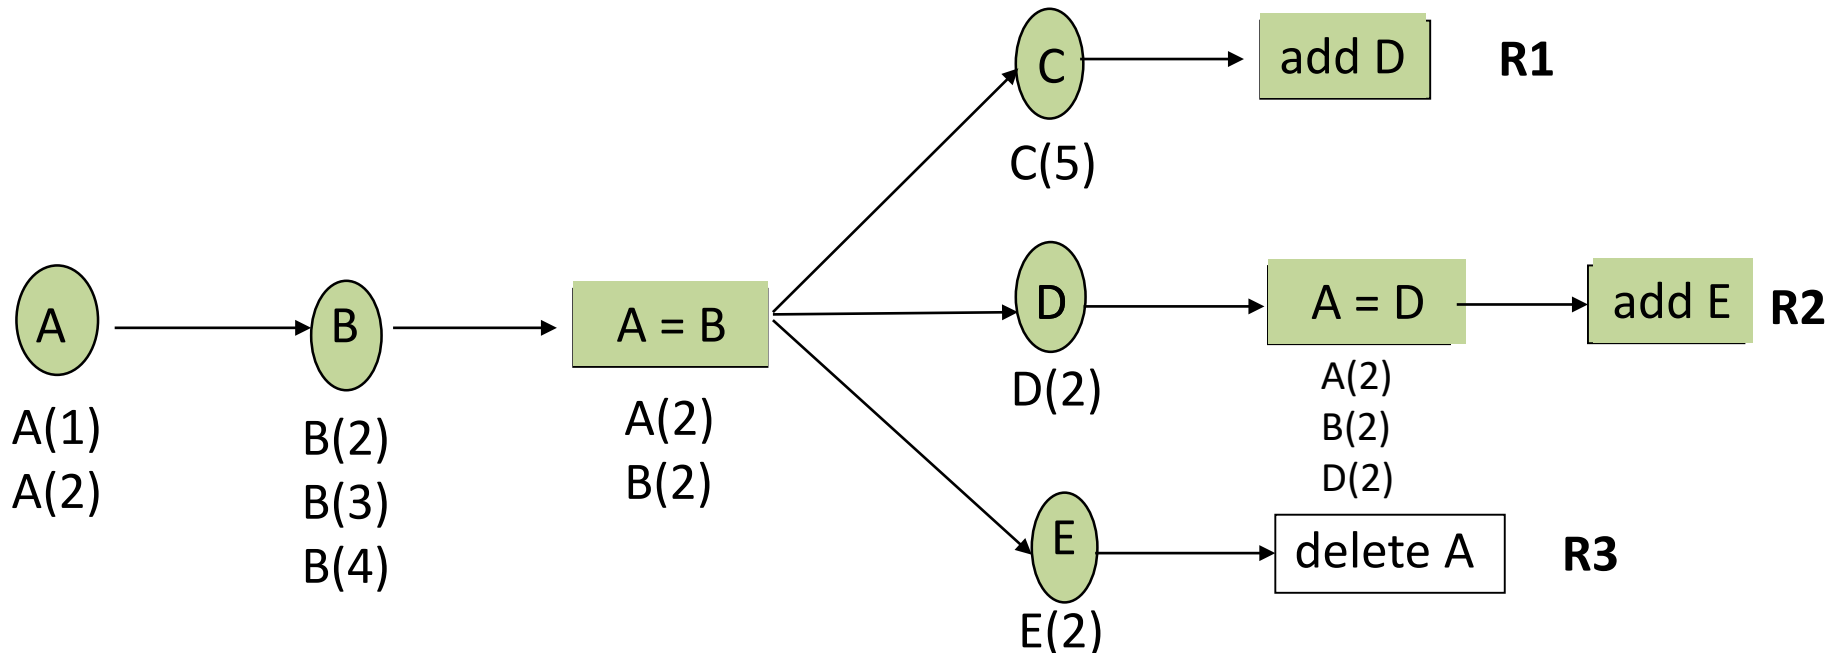 C
add D
R1
C(5)
A
B
A = B
D
A = D
add E
R2
A(1)
A(2)
B(2)
B(3)
B(4)
A(2)
B(2)
D(2)
A(2)
B(2)
D(2)
E
delete A
R3
E(2)